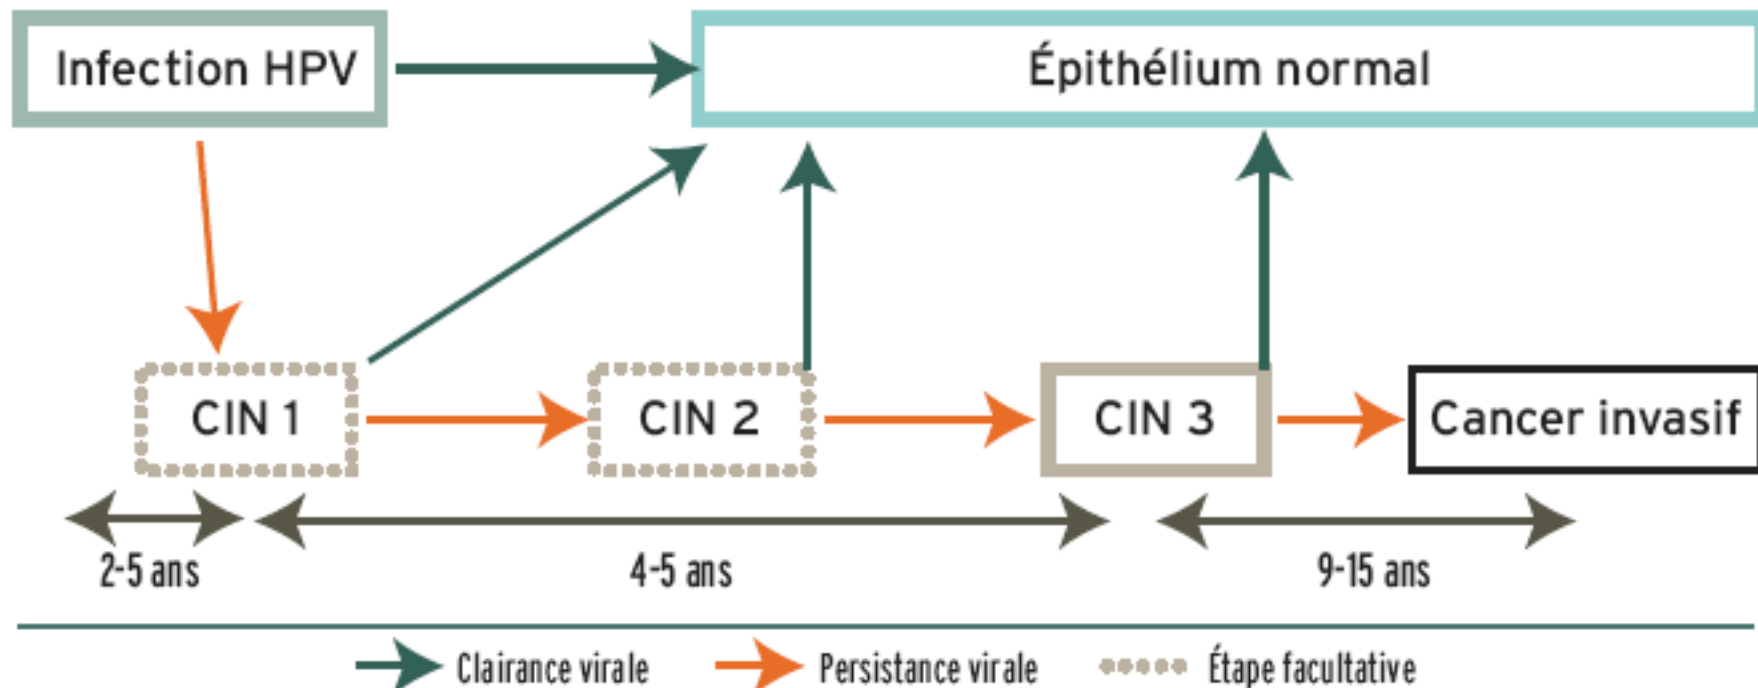 Infection HPV
Épithélium normal
CIN 1
CIN 2
CIN 3
Cancer invasif
2-5 ans
4-5 ans
9-15 ans
Clairance virale
Persistance virale
Étape facultative